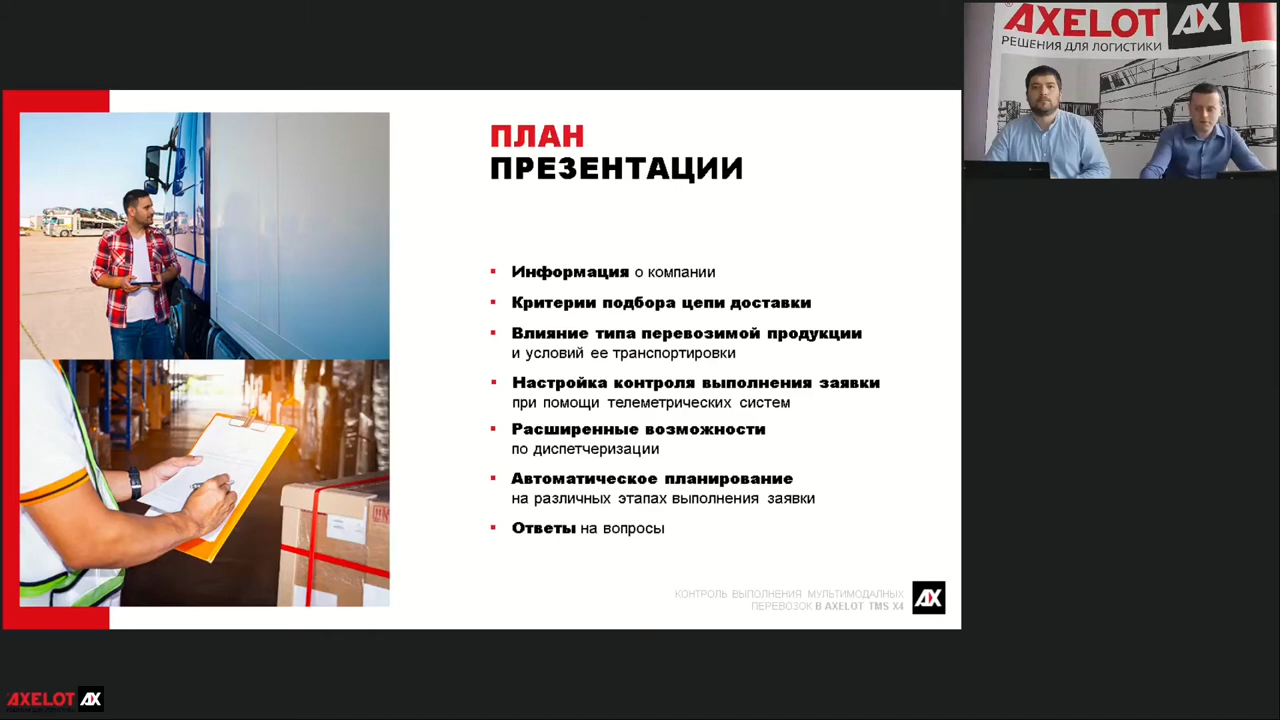 AXELOT AX
РЕШЕНИЯ ДЛЯ ЛОГИСТИКИ
ПЛАН
ПРЕЗЕНТАЦИИ
Информация о компании
Критерии подбора цепи доставки
Влияние типа перевозимой продукции
и условий ее транспортировки
Настройка контроля выполнения заявки
при помощи телеметрических систем
Расширенные возможности
по диспетчеризации
Автоматическое планирование
на различных этапах выполнения заявки
Ответы на вопросы
КОНТРОЛЬ ВЫПОЛНЕНИЯ МУЛЬТИМОДАЛНЫХ
ПЕРЕВОЗОК В AXELOT TMS X4
AX
AXELOT AX